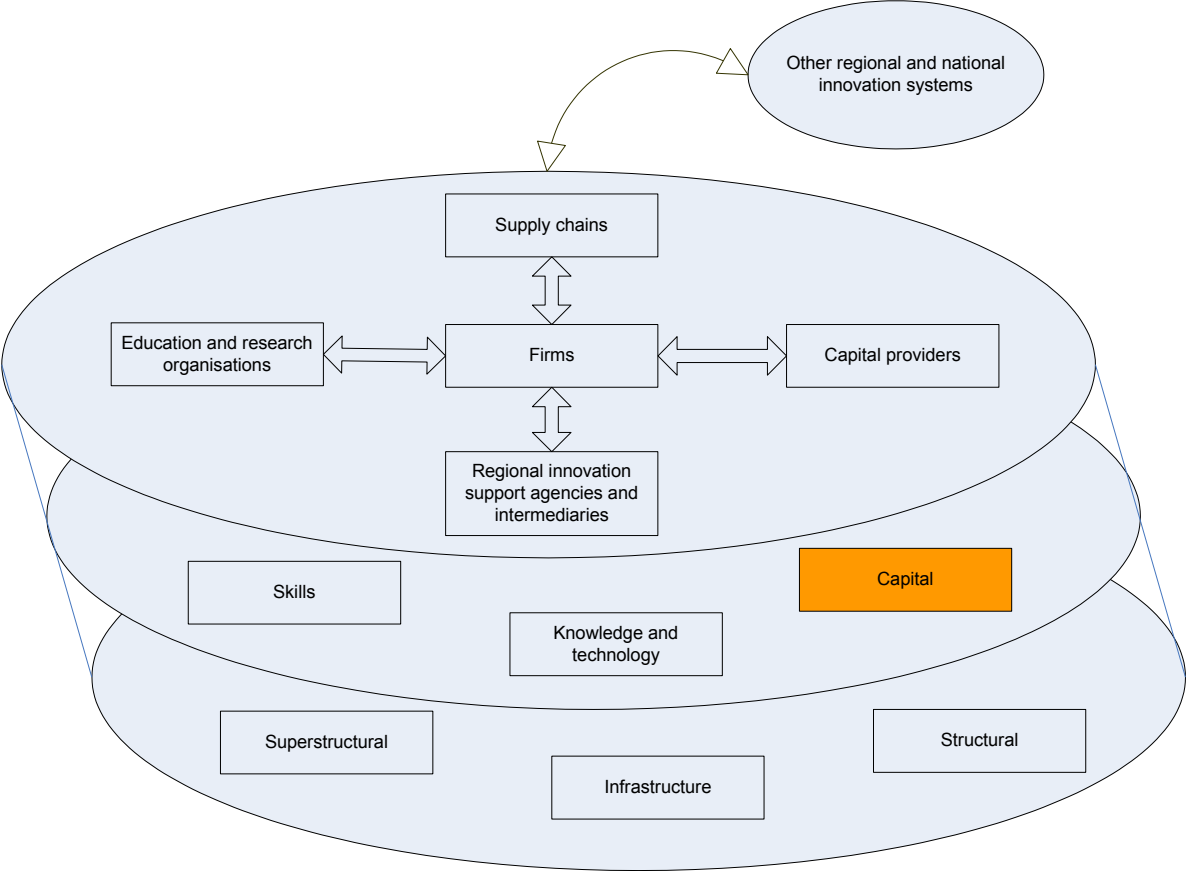 Other regional and national
innovation systems
Supply chains
Education and research
organisations
Firms
Capital providers
Regional innovation
support agencies and
intermediaries
Skills
Capital
Knowledge and
technology
Superstructural
Structural
Infrastructure